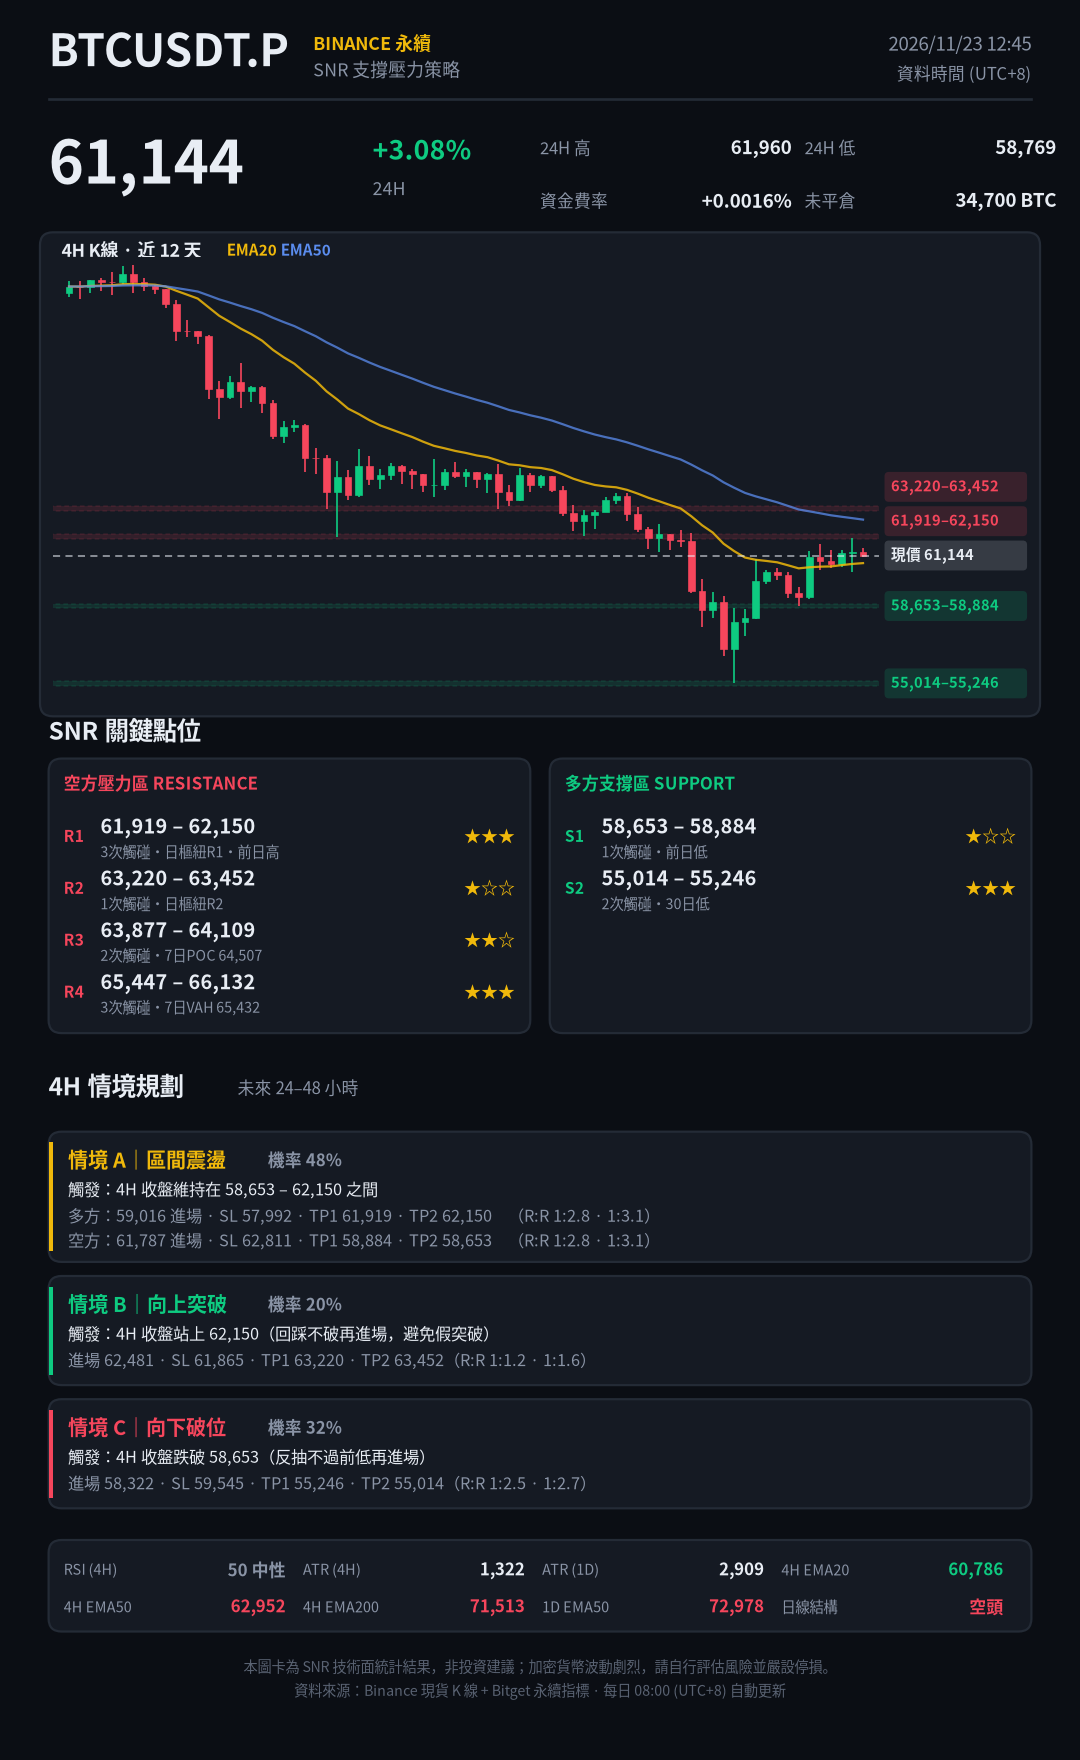 BTCUSDT.P
BINANCE 永續
SNR 支撐壓力策略
2026/11/23 12:45
資料時間 (UTC+8)
61,144
+3.08%
24H
24H 高 61,960 24H 低 58,769
資金費率 +0.0016% 未平倉 34,700 BTC
4H K線 · 近 12 天 EMA20 EMA50
63,220–63,452
61,919–62,150
現價 61,144
58,653–58,884
55,014–55,246
SNR 關鍵點位
空方壓力區 RESISTANCE
R1 61,919 – 62,150 ★★★
3次觸碰・日樞紐R1・前日高
R2 63,220 – 63,452 ★☆☆
1次觸碰・日樞紐R2
R3 63,877 – 64,109 ★★☆
2次觸碰・7日POC 64,507
R4 65,447 – 66,132 ★★★
3次觸碰・7日VAH 65,432
多方支撐區 SUPPORT
S1 58,653 – 58,884 ★☆☆
1次觸碰・前日低
S2 55,014 – 55,246 ★★★
2次觸碰・30日低
4H 情境規劃 未來 24–48 小時
情境 A｜區間震盪 機率 48%
觸發：4H 收盤維持在 58,653 – 62,150 之間
多方：59,016 進場 · SL 57,992 · TP1 61,919 · TP2 62,150 （R:R 1:2.8 · 1:3.1）
空方：61,787 進場 · SL 62,811 · TP1 58,884 · TP2 58,653 （R:R 1:2.8 · 1:3.1）
情境 B｜向上突破 機率 20%
觸發：4H 收盤站上 62,150（回踩不破再進場，避免假突破）
進場 62,481 · SL 61,865 · TP1 63,220 · TP2 63,452（R:R 1:1.2 · 1:1.6）
情境 C｜向下破位 機率 32%
觸發：4H 收盤跌破 58,653（反抽不過前低再進場）
進場 58,322 · SL 59,545 · TP1 55,246 · TP2 55,014（R:R 1:2.5 · 1:2.7）
RSI (4H) 50 中性 ATR (4H) 1,322 ATR (1D) 2,909 4H EMA20 60,786
4H EMA50 62,952 4H EMA200 71,513 1D EMA50 72,978 日線結構 空頭
本圖卡為 SNR 技術面統計結果，非投資建議；加密貨幣波動劇烈，請自行評估風險並嚴設停損。
資料來源：Binance 現貨 K 線 + Bitget 永續指標 · 每日 08:00 (UTC+8) 自動更新